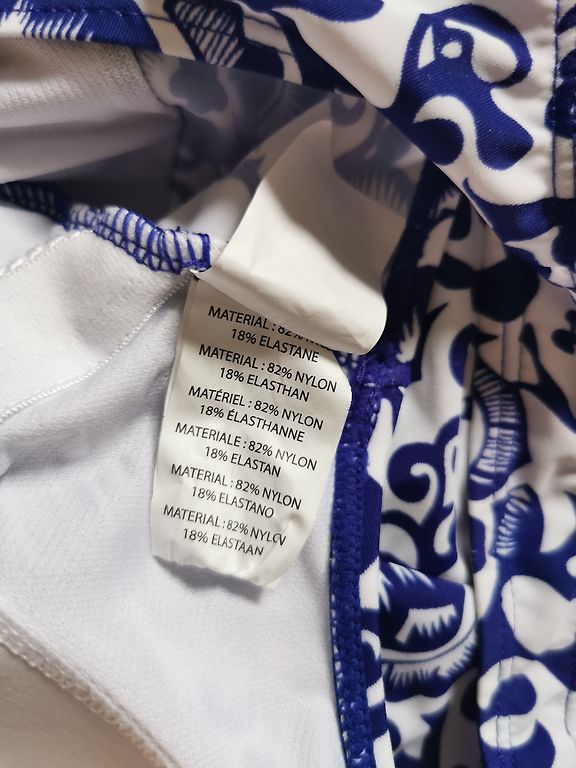 MATERIAL : 82%
18% ELASTANE
MATERIAL : 82% NYLON
18% ELASTHAN
MATÉRIEL : 82% NYLON
18% ÉLASTHANNE
MATERIALE : 82% NYLON
18% ELASTAN
MATERIAL : 82% NYLON
18% ELASTANO
MATERIAL : 82% NYLON
18% ELASTAAN